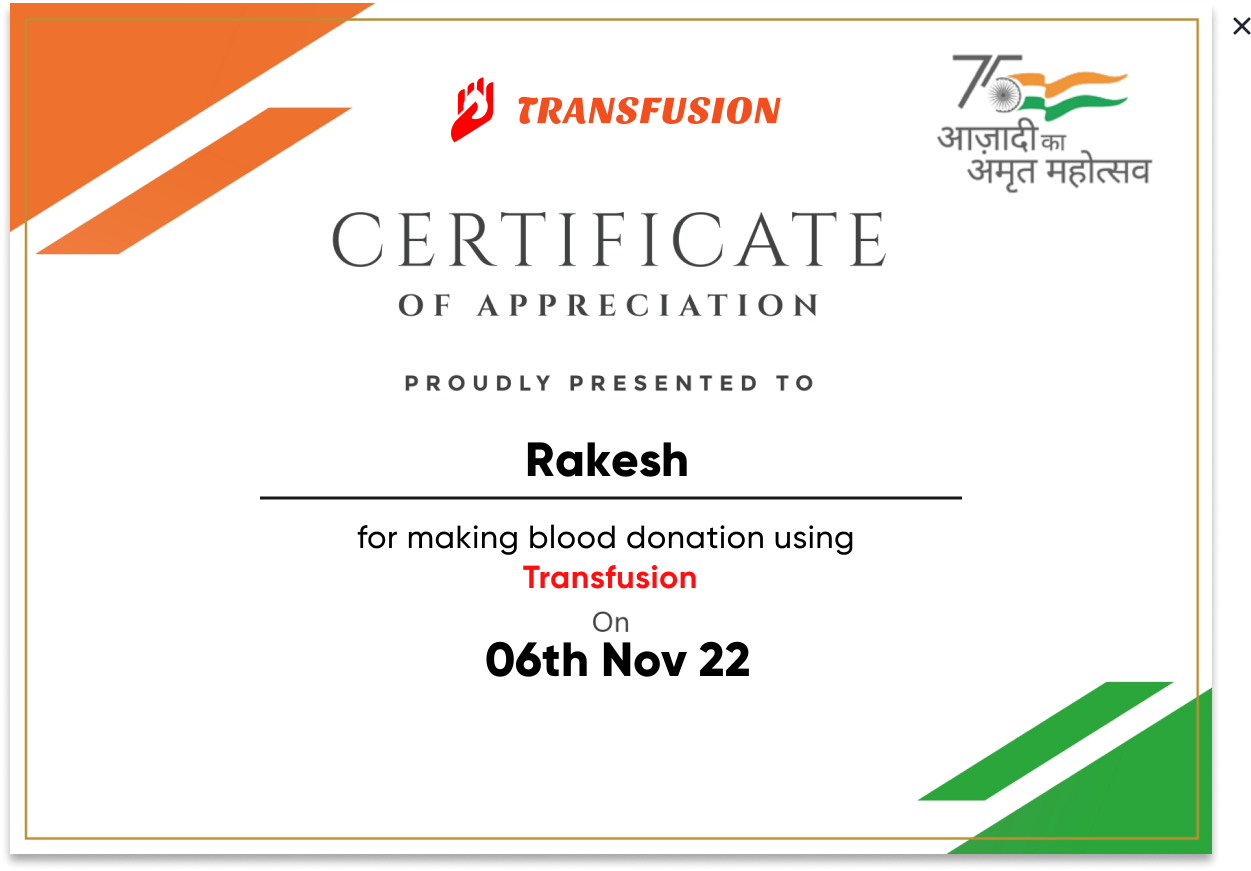 TRANSFUSION
75
आज़ादी का
अमृत महोत्सव
CERTIFICATE
OF APPRECIATION
PROUDLY PRESENTED TO
Rakesh
for making blood donation using
Transfusion
On
06th Nov 22